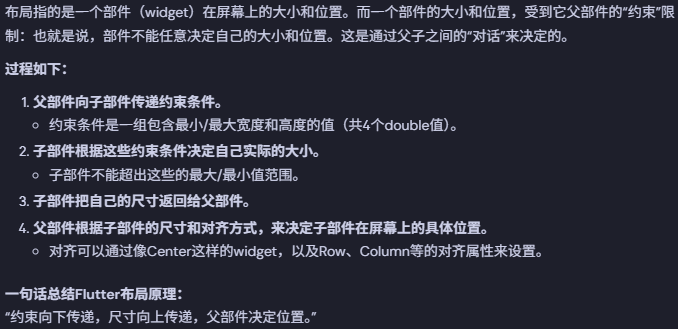 布局指的是一个部件（widget）在屏幕上的大小和位置。而一个部件的大小和位置，受到它父部件的“约束”限
制：也就是说，部件不能任意决定自己的大小和位置。这是通过父子之间的“对话”来决定的。
过程如下：
1. 父部件向子部件传递约束条件。
○ 约束条件是一组包含最小/最大宽度和高度的值（共4个double值）。
2. 子部件根据这些约束条件决定自己实际的大小。
○ 子部件不能超出这些的最大/最小值范围。
3. 子部件把自己的尺寸返回给父部件。
4. 父部件根据子部件的尺寸和对齐方式，来决定子部件在屏幕上的具体位置。
○ 对齐可以通过像Center这样的widget，以及Row、Column等的对齐属性来设置。
一句话总结Flutter布局原理：
“约束向下传递，尺寸向上传递，父部件决定位置。”